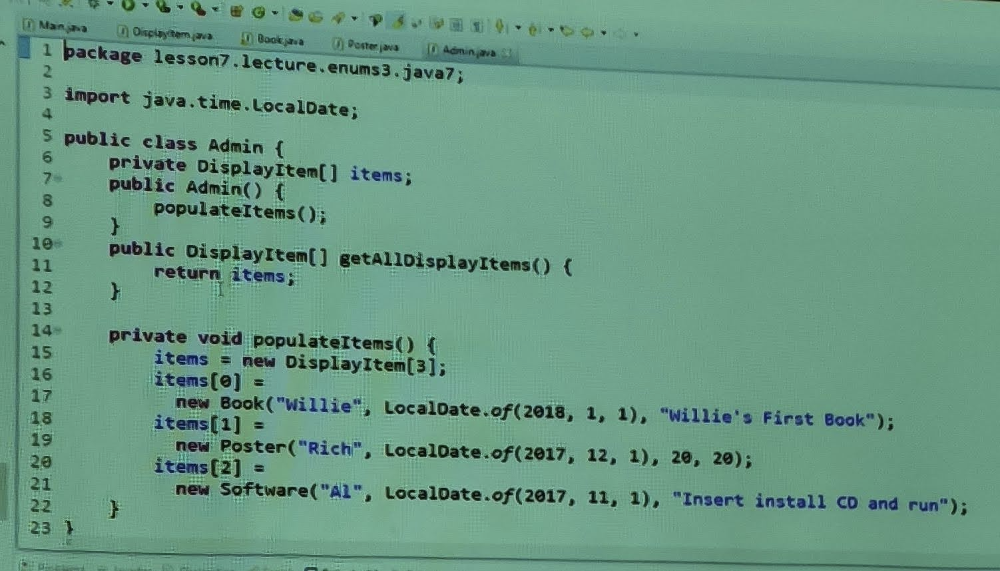 Main.java DisplayItem.java Book.java Poster.java Admin.java
1 package lesson7.lecture.enums3.java7;
2
3 import java.time.LocalDate;
4
5 public class Admin {
6 private DisplayItem[] items;
7 public Admin() {
8 populateItems();
9 }
10 public DisplayItem[] getAllDisplayItems() {
11 return items;
12 }
13
14 private void populateItems() {
15 items = new DisplayItem[3];
16 items[0] =
17 new Book("Willie", LocalDate.of(2018, 1, 1), "Willie's First Book");
18 items[1] =
19 new Poster("Rich", LocalDate.of(2017, 12, 1), 20, 20);
20 items[2] =
21 new Software("Al", LocalDate.of(2017, 11, 1), "Insert install CD and run");
22 }
23 }